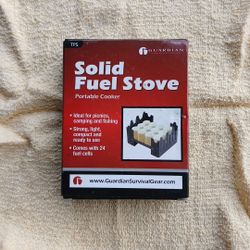 TFS
GUARDIAN
Solid
Fuel Stove
Portable Cooker
• Ideal for picnics,
camping and fishing
• Strong, light,
compact and
ready to use
• Comes with 24
fuel cells
www.GuardianSurvivalGear.com